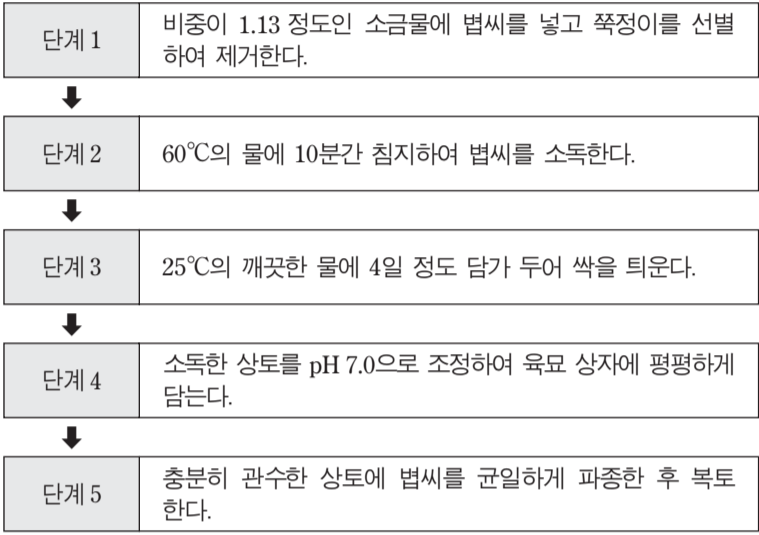 단계 1
비중이 1.13 정도인 소금물에 볍씨를 넣고 쭉정이를 선별
하여 제거한다.
단계 2
60℃의 물에 10분간 침지하여 볍씨를 소독한다.
단계 3
25℃의 깨끗한 물에 4일 정도 담가 두어 싹을 틔운다.
단계 4
소독한 상토를 pH 7.0으로 조정하여 육묘 상자에 평평하게
담는다.
단계 5
충분히 관수한 상토에 볍씨를 균일하게 파종한 후 복토
한다.